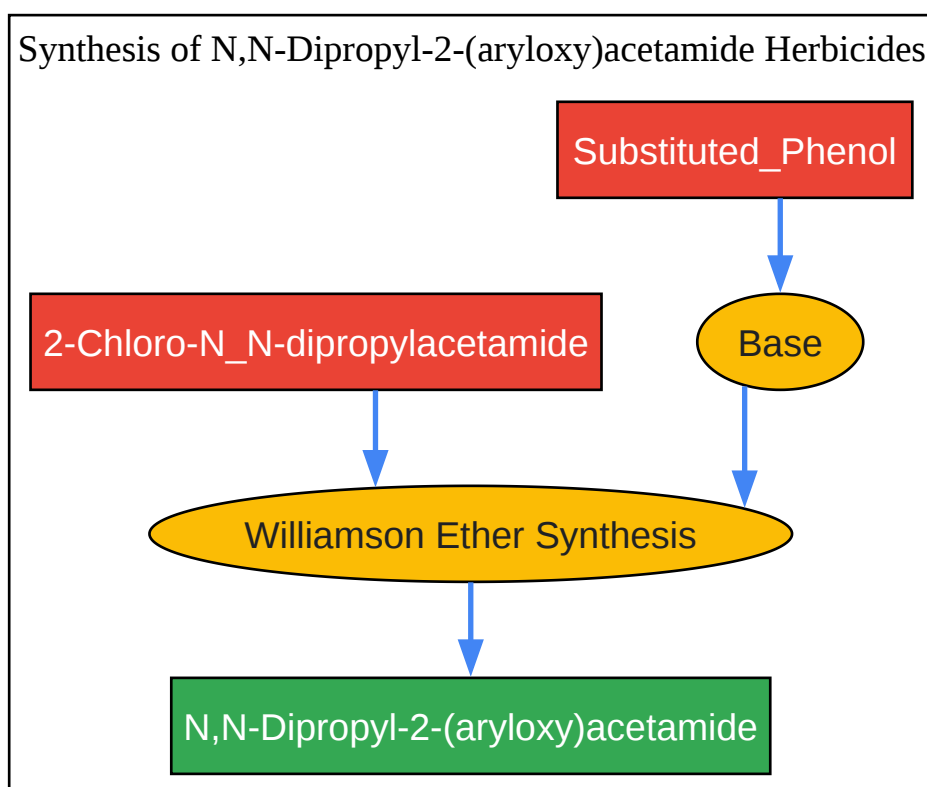 Synthesis of N,N-Dipropyl-2-(aryloxy)acetamide Herbicides
Substituted_Phenol
2-Chloro-N_N-dipropylacetamide
Base
Williamson Ether Synthesis
N,N-Dipropyl-2-(aryloxy)acetamide